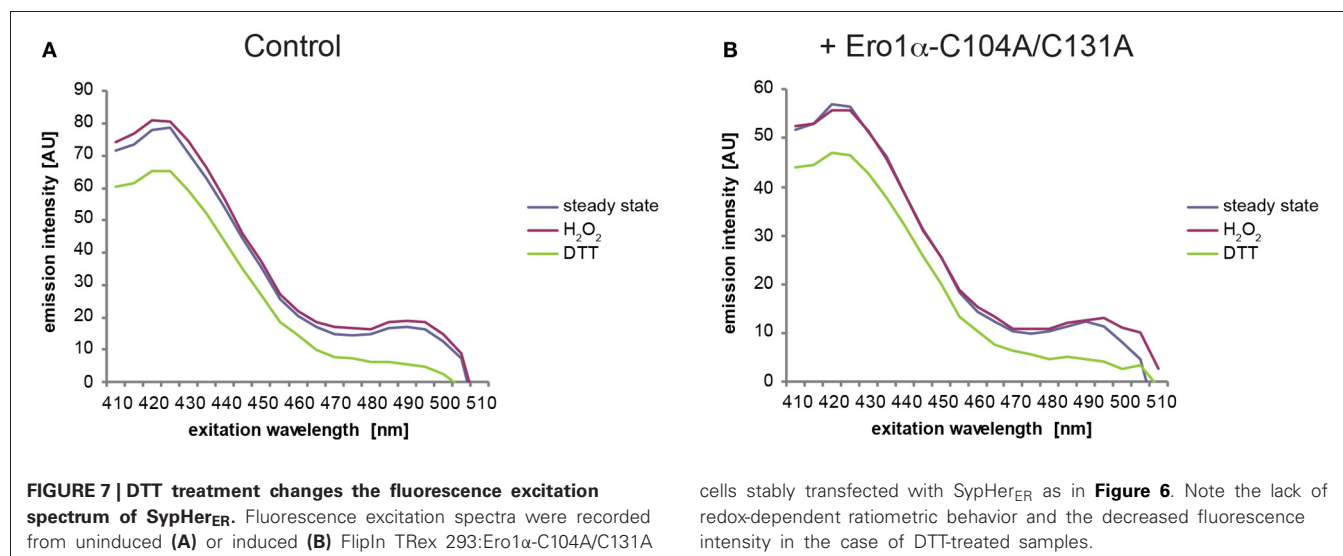 A
Control
90
80
70
60
50
40
30
20
10
0
emission intensity [AU]
410 420 430 440 450 460 470 480 490 500 510
exitation wavelength [nm]
steady state
H₂O₂
DTT
B
+ Ero1α-C104A/C131A
60
50
40
30
20
10
0
emission intensity [AU]
410 420 430 440 450 460 470 480 490 500 510
exitation wavelength [nm]
steady state
H₂O₂
DTT
FIGURE 7 | DTT treatment changes the fluorescence excitation
spectrum of SypHerER. Fluorescence excitation spectra were recorded
from uninduced (A) or induced (B) FlipIn TRex 293:Ero1α-C104A/C131A
cells stably transfected with SypHerER as in Figure 6. Note the lack of
redox-dependent ratiometric behavior and the decreased fluorescence
intensity in the case of DTT-treated samples.